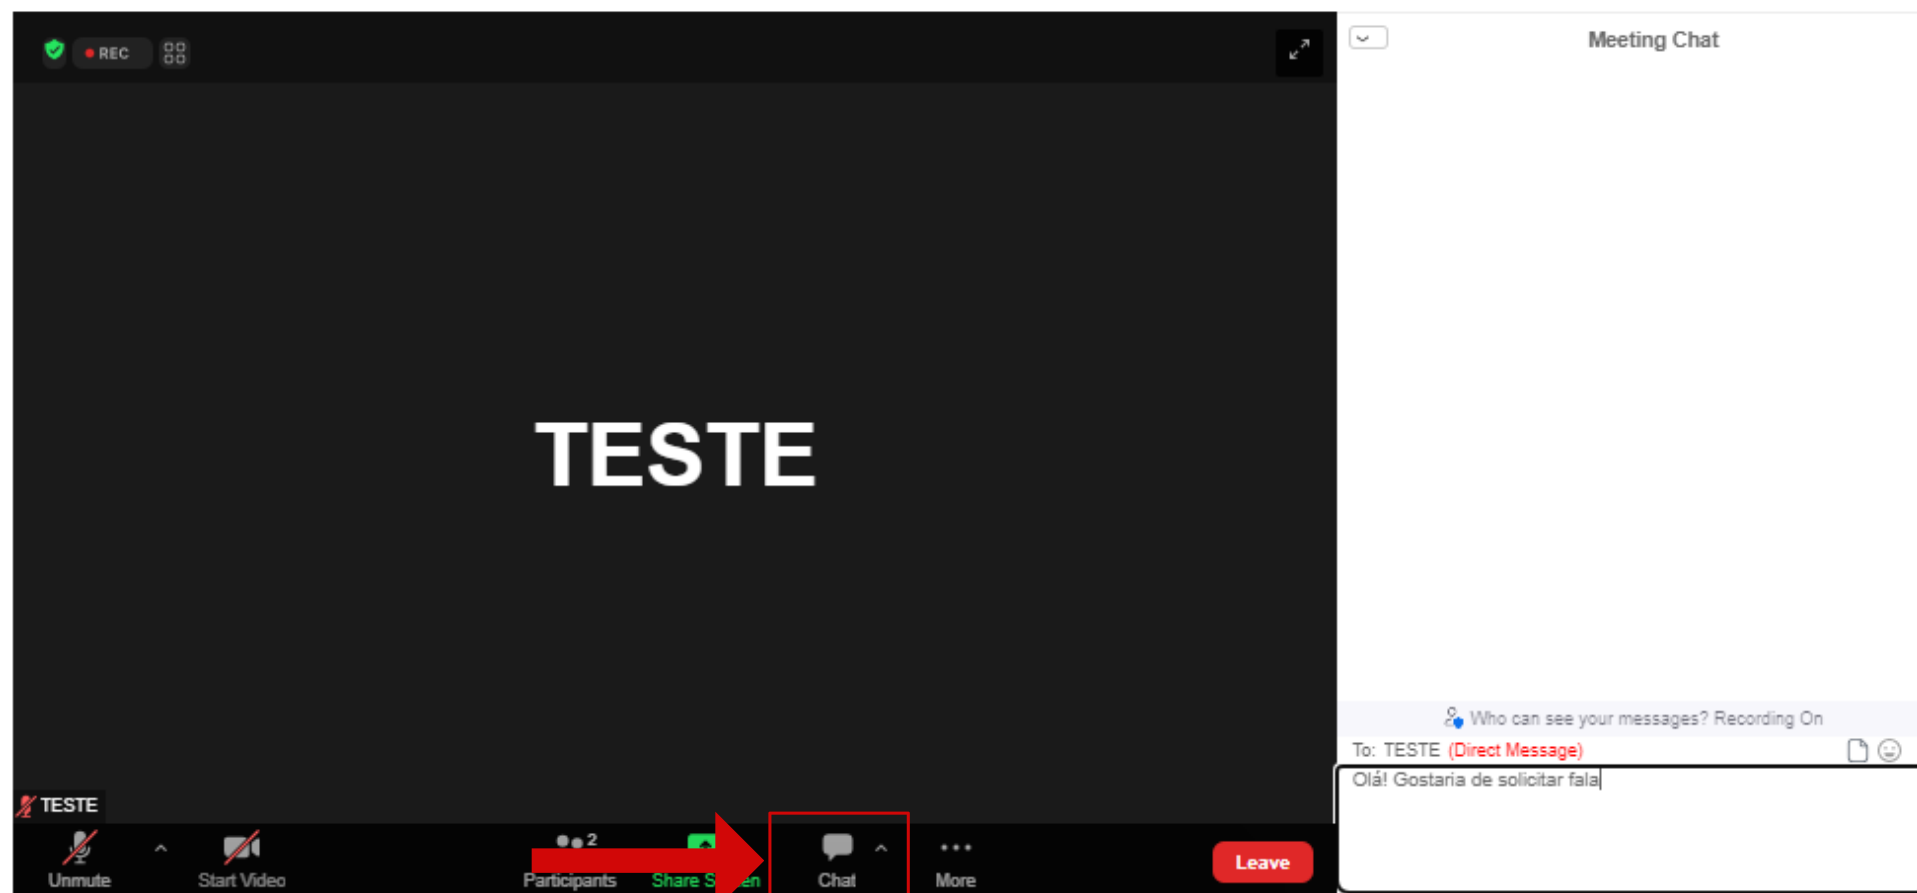 REC
Meeting Chat
TESTE
Who can see your messages? Recording On
To: TESTE (Direct Message)
Olá! Gostaria de solicitar fala
TESTE
2
Unmute
Start Video
Participants
Share
Chat
More
Leave